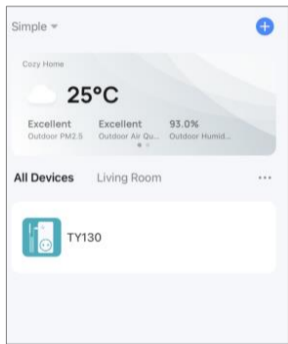 Simple
Cozy Home
25°C
Excellent Excellent 93.0%
Outdoor PM2.5 Outdoor Air Qu... Outdoor Humid...
All Devices Living Room
TY130